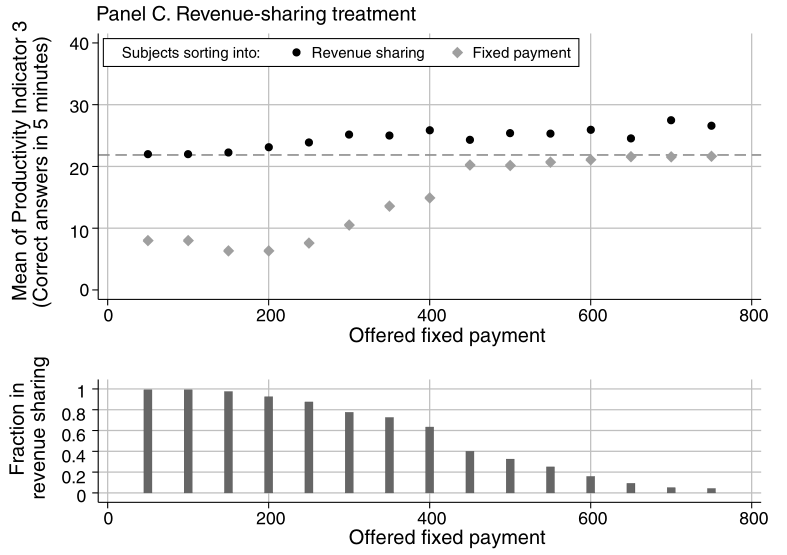 Panel C. Revenue-sharing treatment
Mean of Productivity Indicator 3
(Correct answers in 5 minutes)
40
30
20
10
0
Subjects sorting into: Revenue sharing Fixed payment
0 200 400 600 800
Offered fixed payment
Fraction in
revenue sharing
1
0.8
0.6
0.4
0.2
0
0 200 400 600 800
Offered fixed payment